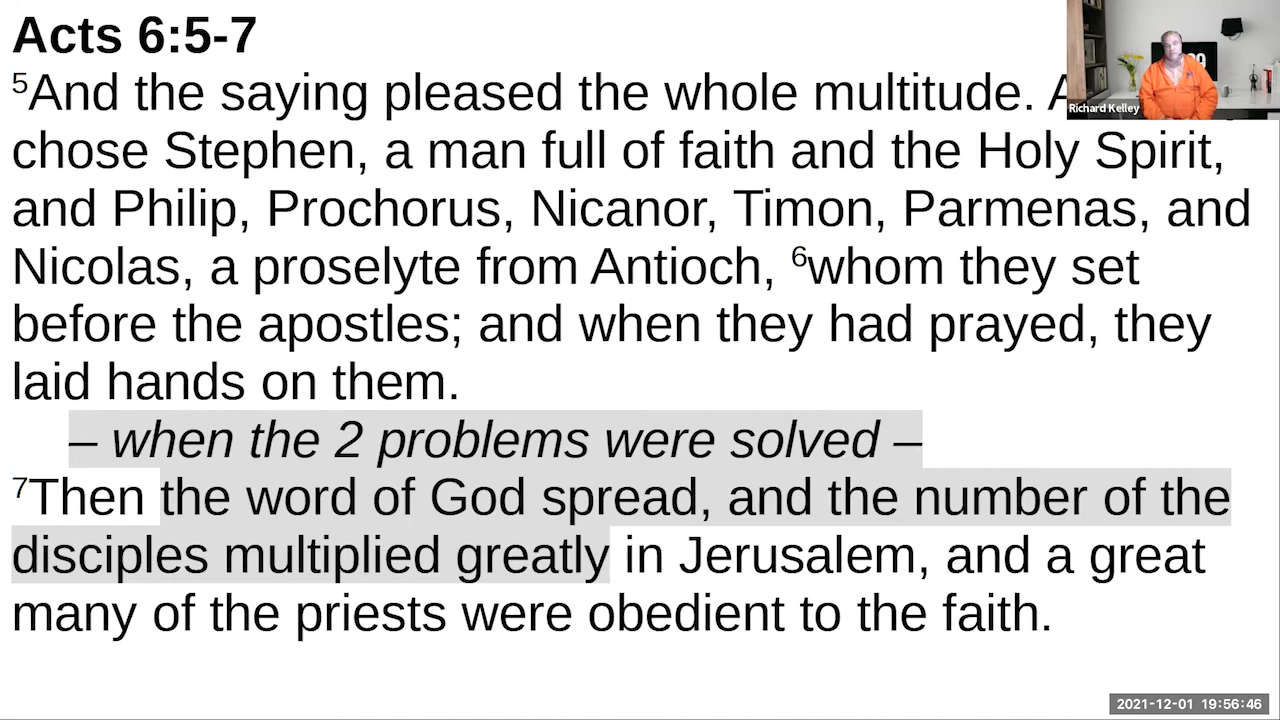 Acts 6:5-7
5And the saying pleased the whole multitude.
chose Stephen, a man full of faith and the Holy Spirit,
and Philip, Prochorus, Nicanor, Timon, Parmenas, and
Nicolas, a proselyte from Antioch, 6whom they set
before the apostles; and when they had prayed, they
laid hands on them.
– when the 2 problems were solved –
7Then the word of God spread, and the number of the
disciples multiplied greatly in Jerusalem, and a great
many of the priests were obedient to the faith.
Richard Kelley
2021-12-01 19:56:46